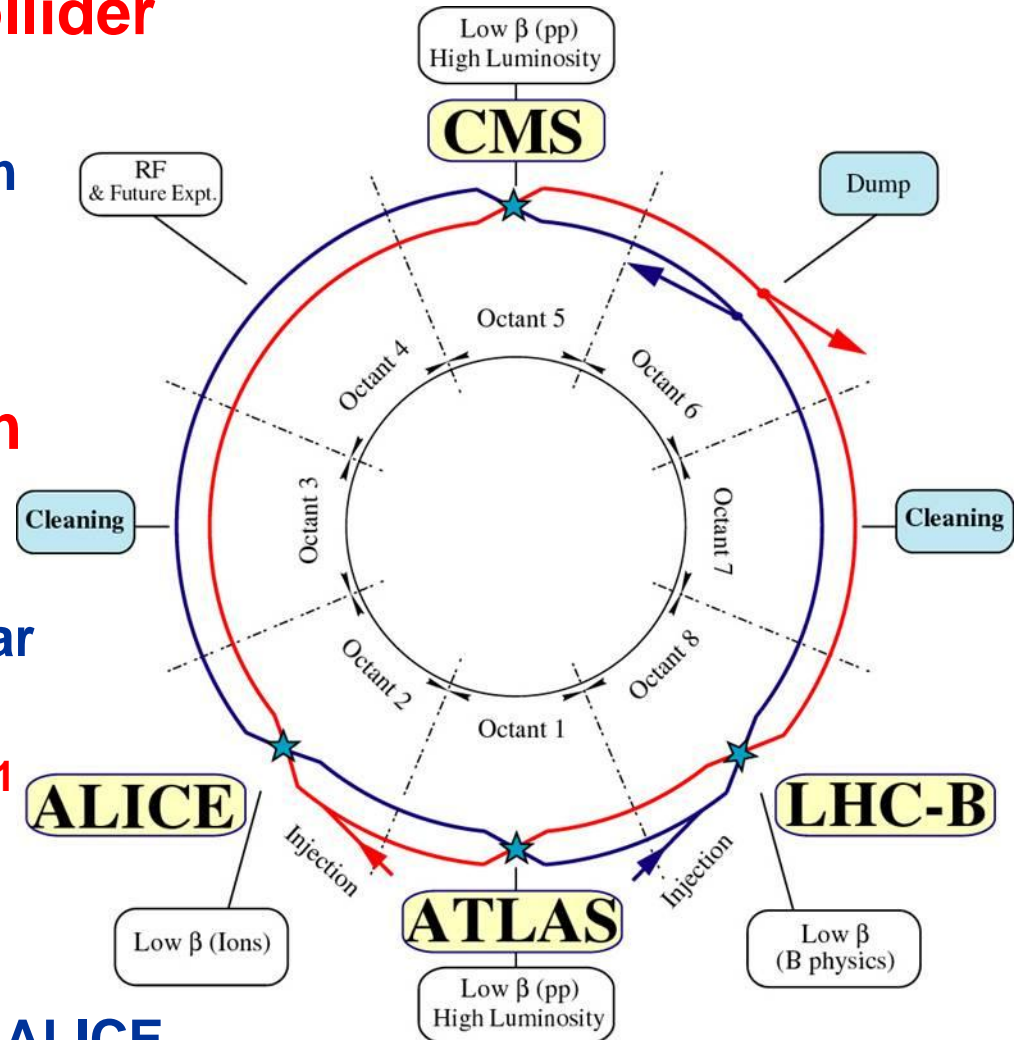 ollider
Low β (pp)
High Luminosity
CMS
n
RF
& Future Expt.
Dump
Octant 5
Octant 4
Octant 6
n
Octant 3
Octant 7
Cleaning
Cleaning
ar
Octant 2
Octant 8
Octant 1
1
ALICE
LHC-B
Injection
Injection
ATLAS
Low β (Ions)
Low β
(B physics)
Low β (pp)
High Luminosity
ALICE